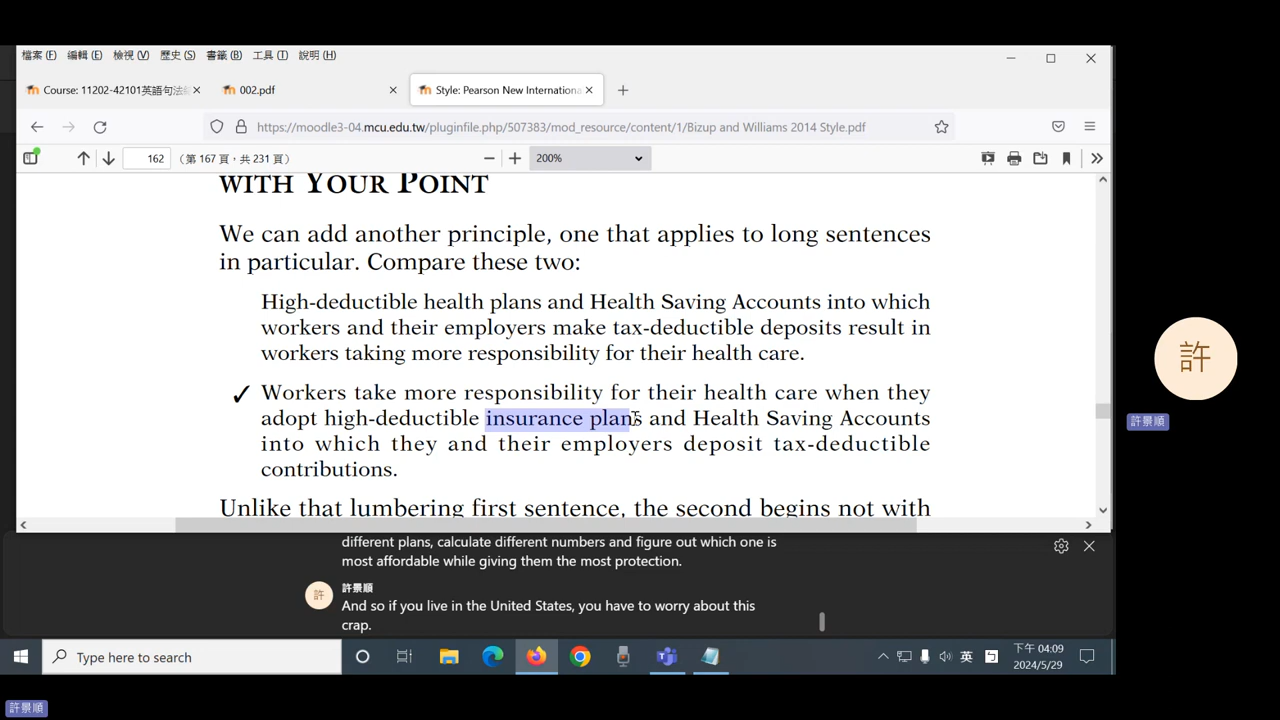 檔案 (F) 編輯 (E) 檢視 (V) 歷史 (S) 書籤 (B) 工具 (T) 說明 (H)
Course: 11202-42101英語句法 002.pdf Style: Pearson New Internationa
https://moodle3-04.mcu.edu.tw/pluginfile.php/507383/mod_resource/content/1/Bizup and Williams 2014 Style.pdf
162 (第 167 頁,共 231 頁) 200%
WITH YOUR POINT
We can add another principle, one that applies to long sentences
in particular. Compare these two:
High-deductible health plans and Health Saving Accounts into which
workers and their employers make tax-deductible deposits result in
workers taking more responsibility for their health care.
✓ Workers take more responsibility for their health care when they
adopt high-deductible insurance plans and Health Saving Accounts
into which they and their employers deposit tax-deductible
contributions.
Unlike that lumbering first sentence, the second begins not with
different plans, calculate different numbers and figure out which one is
most affordable while giving them the most protection.
許 許景順
And so if you live in the United States, you have to worry about this
crap.
許
許景順
Type here to search
英
下午 04:09
2024/5/29
許景順